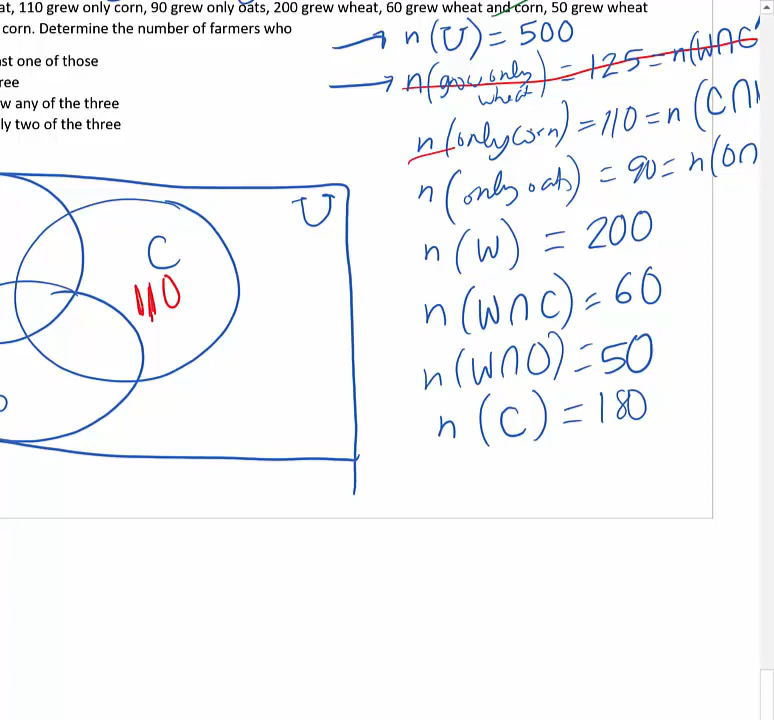 at, 110 grew only corn, 90 grew only oats, 200 grew wheat, 60 grew wheat and corn, 50 grew wheat
corn. Determine the number of farmers who
ast one of those
ree
w any of the three
ly two of the three
n(U) = 500
n(grow only wheat) = 125 = n(W∩C'
n(only corn) = 110 = n(C∩
n(only oats) = 90 = n(O∩
n(W) = 200
n(W∩C) = 60
n(W∩O) = 50
n(C) = 180
U
C
110